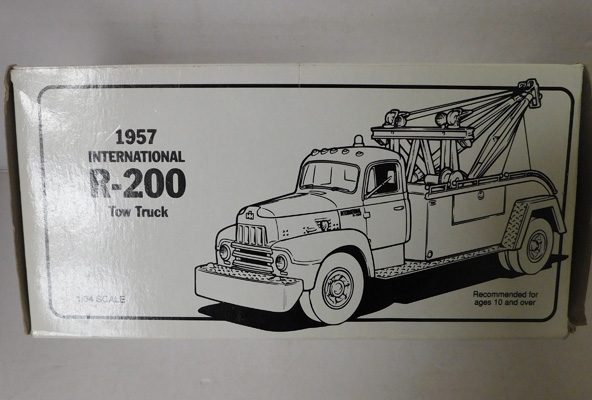 1957
INTERNATIONAL
R-200
Tow Truck
1/34 SCALE
Recommended for
ages 10 and over